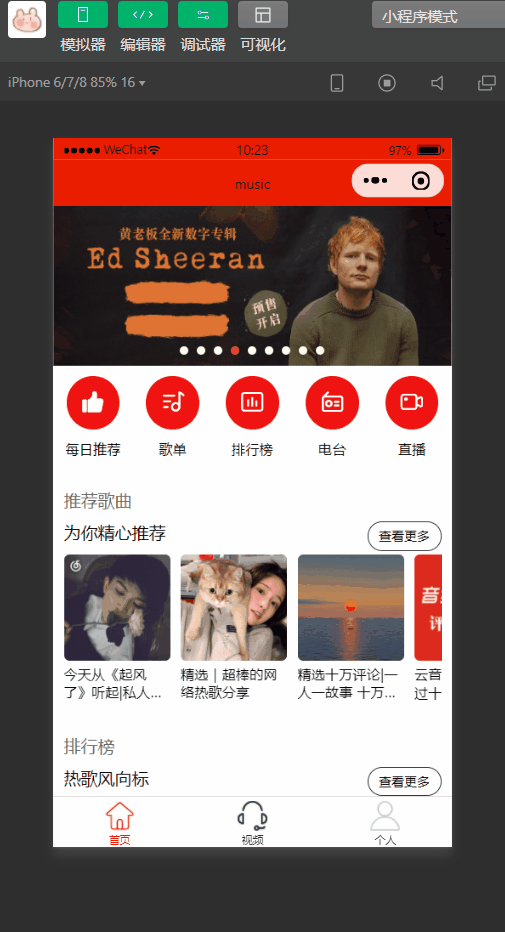 模拟器 编辑器 调试器 可视化 小程序模式
iPhone 6/7/8 85% 16
WeChat 10:23 97%
music
黄老板全新数字专辑
Ed Sheeran
预售
开启
每日推荐 歌单 排行榜 电台 直播
推荐歌曲
为你精心推荐 查看更多
音
评
今天从《起风
了》听起|私人...
精选｜超棒的网
络热歌分享
精选十万评论|一
人一故事 十万...
云音
过十
排行榜
热歌风向标 查看更多
首页 视频 个人